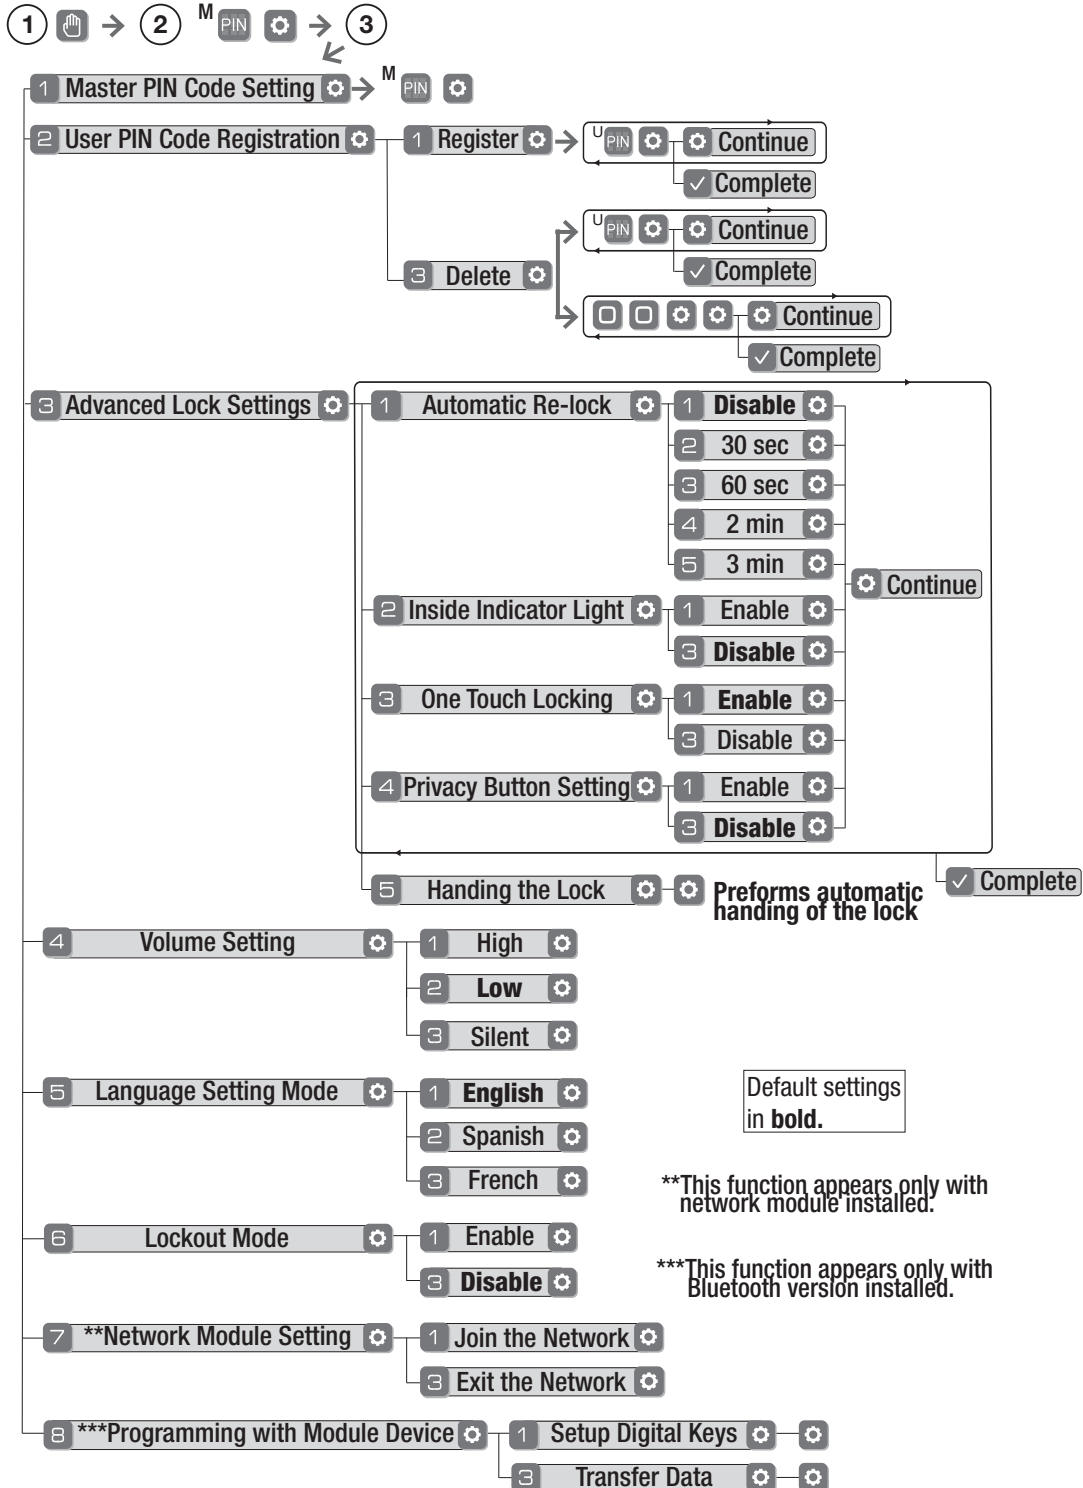 1 → 2 M PIN → 3
1 Master PIN Code Setting → M PIN
2 User PIN Code Registration 1 Register → U PIN Continue
Complete
U PIN Continue
3 Delete Complete
0 0 Continue
Complete
3 Advanced Lock Settings 1 Automatic Re-lock 1 Disable
2 30 sec
3 60 sec
4 2 min
5 3 min
Continue
2 Inside Indicator Light 1 Enable
3 Disable
3 One Touch Locking 1 Enable
3 Disable
4 Privacy Button Setting 1 Enable
3 Disable
Complete
5 Handing the Lock Preforms automatic
handing of the lock
4 Volume Setting 1 High
2 Low
3 Silent
5 Language Setting Mode 1 English
2 Spanish
3 French
Default settings
in bold.
**This function appears only with
network module installed.
6 Lockout Mode 1 Enable
3 Disable
***This function appears only with
Bluetooth version installed.
7 **Network Module Setting 1 Join the Network
3 Exit the Network
8 ***Programming with Module Device 1 Setup Digital Keys
3 Transfer Data